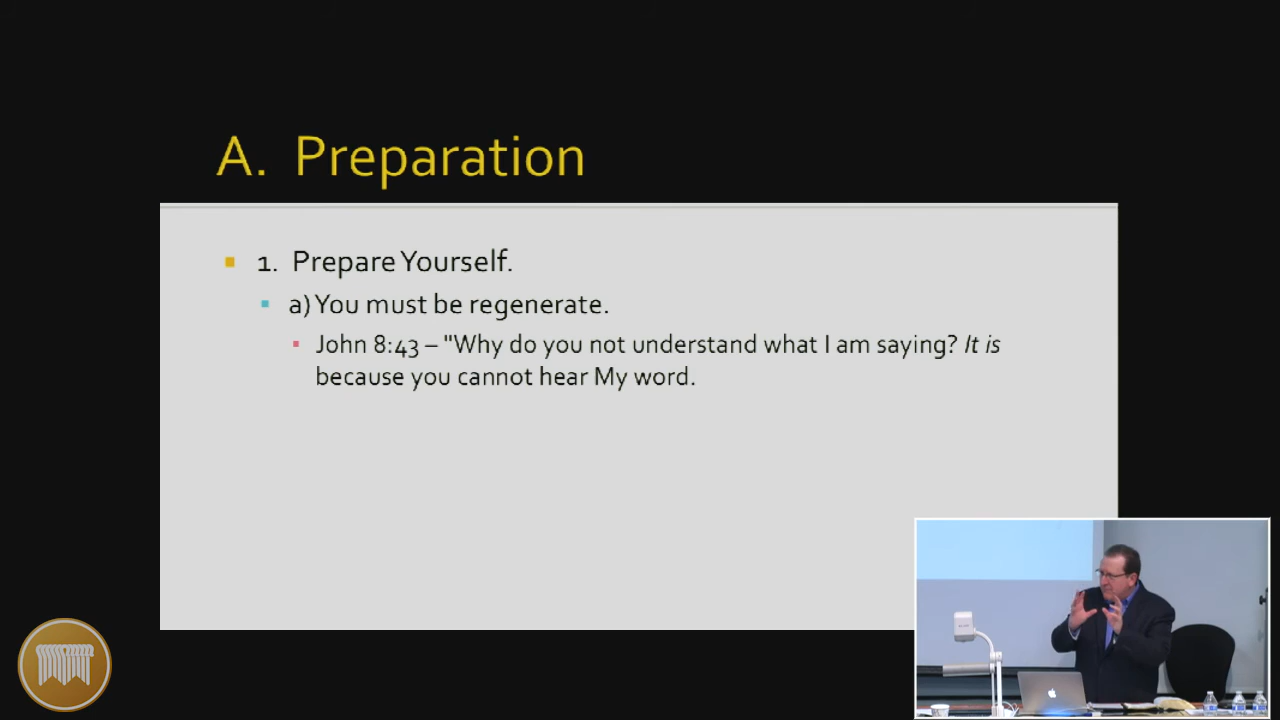 A. Preparation
1. Prepare Yourself.
a) You must be regenerate.
John 8:43 – "Why do you not understand what I am saying? It is
because you cannot hear My word.